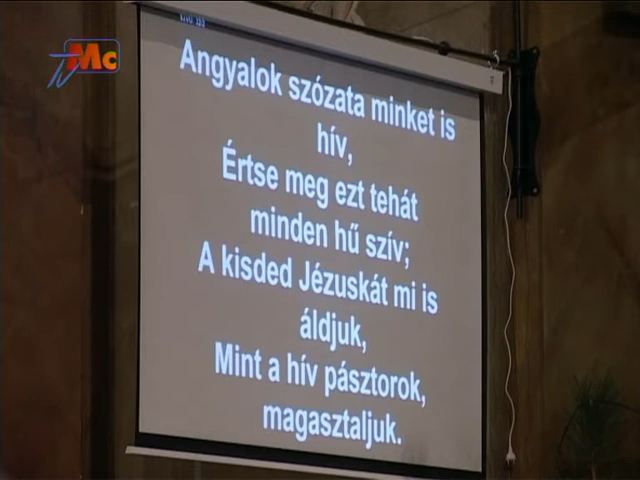 Mc
Angyalok szózata minket is
hív,
Értse meg ezt tehát
minden hű szív;
A kisded Jézuskát mi is
áldjuk,
Mint a hív pásztorok,
magasztaljuk.